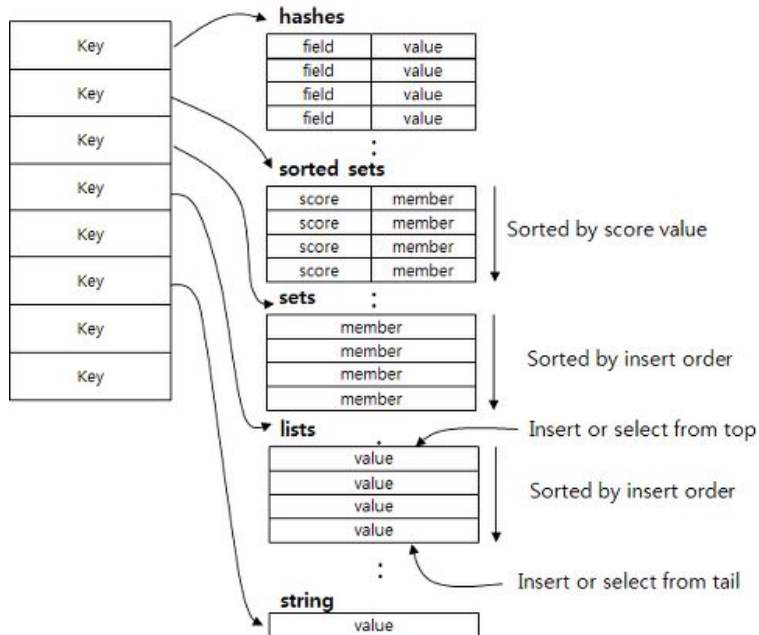 Key
Key
Key
Key
Key
Key
Key
Key
hashes
field value
field value
field value
field value
:
sorted sets
score member
score member
score member
score member
Sorted by score value
:
sets
member
member
member
member
Sorted by insert order
lists
.
Insert or select from top
value
value
value
value
Sorted by insert order
:
Insert or select from tail
string
value